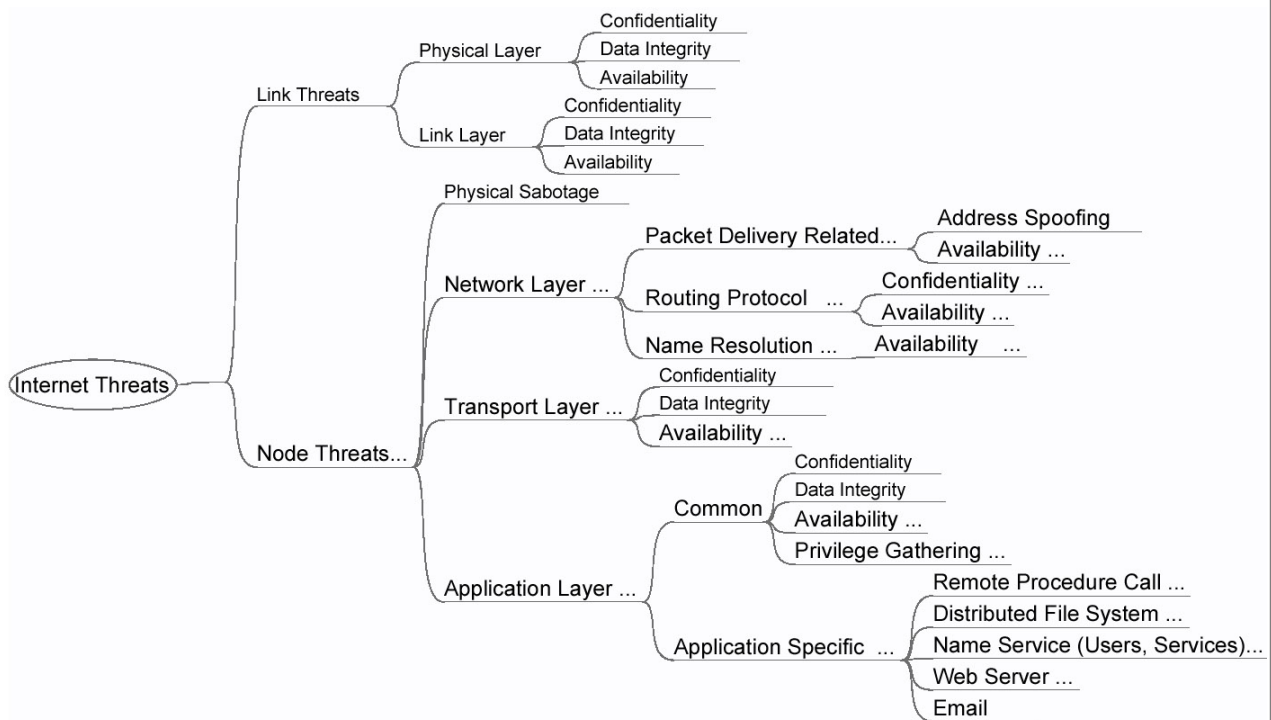 Confidentiality
Physical Layer
Data Integrity
Availability
Link Threats
Confidentiality
Link Layer
Data Integrity
Availability
Physical Sabotage
Address Spoofing
Packet Delivery Related...
Availability ...
Network Layer ...
Confidentiality ...
Routing Protocol ...
Availability ...
Name Resolution ...
Availability ...
Internet Threats
Confidentiality
Transport Layer ...
Data Integrity
Availability ...
Node Threats...
Confidentiality
Common
Data Integrity
Availability ...
Privilege Gathering ...
Application Layer ...
Remote Procedure Call ...
Distributed File System ...
Application Specific ...
Name Service (Users, Services)...
Web Server ...
Email